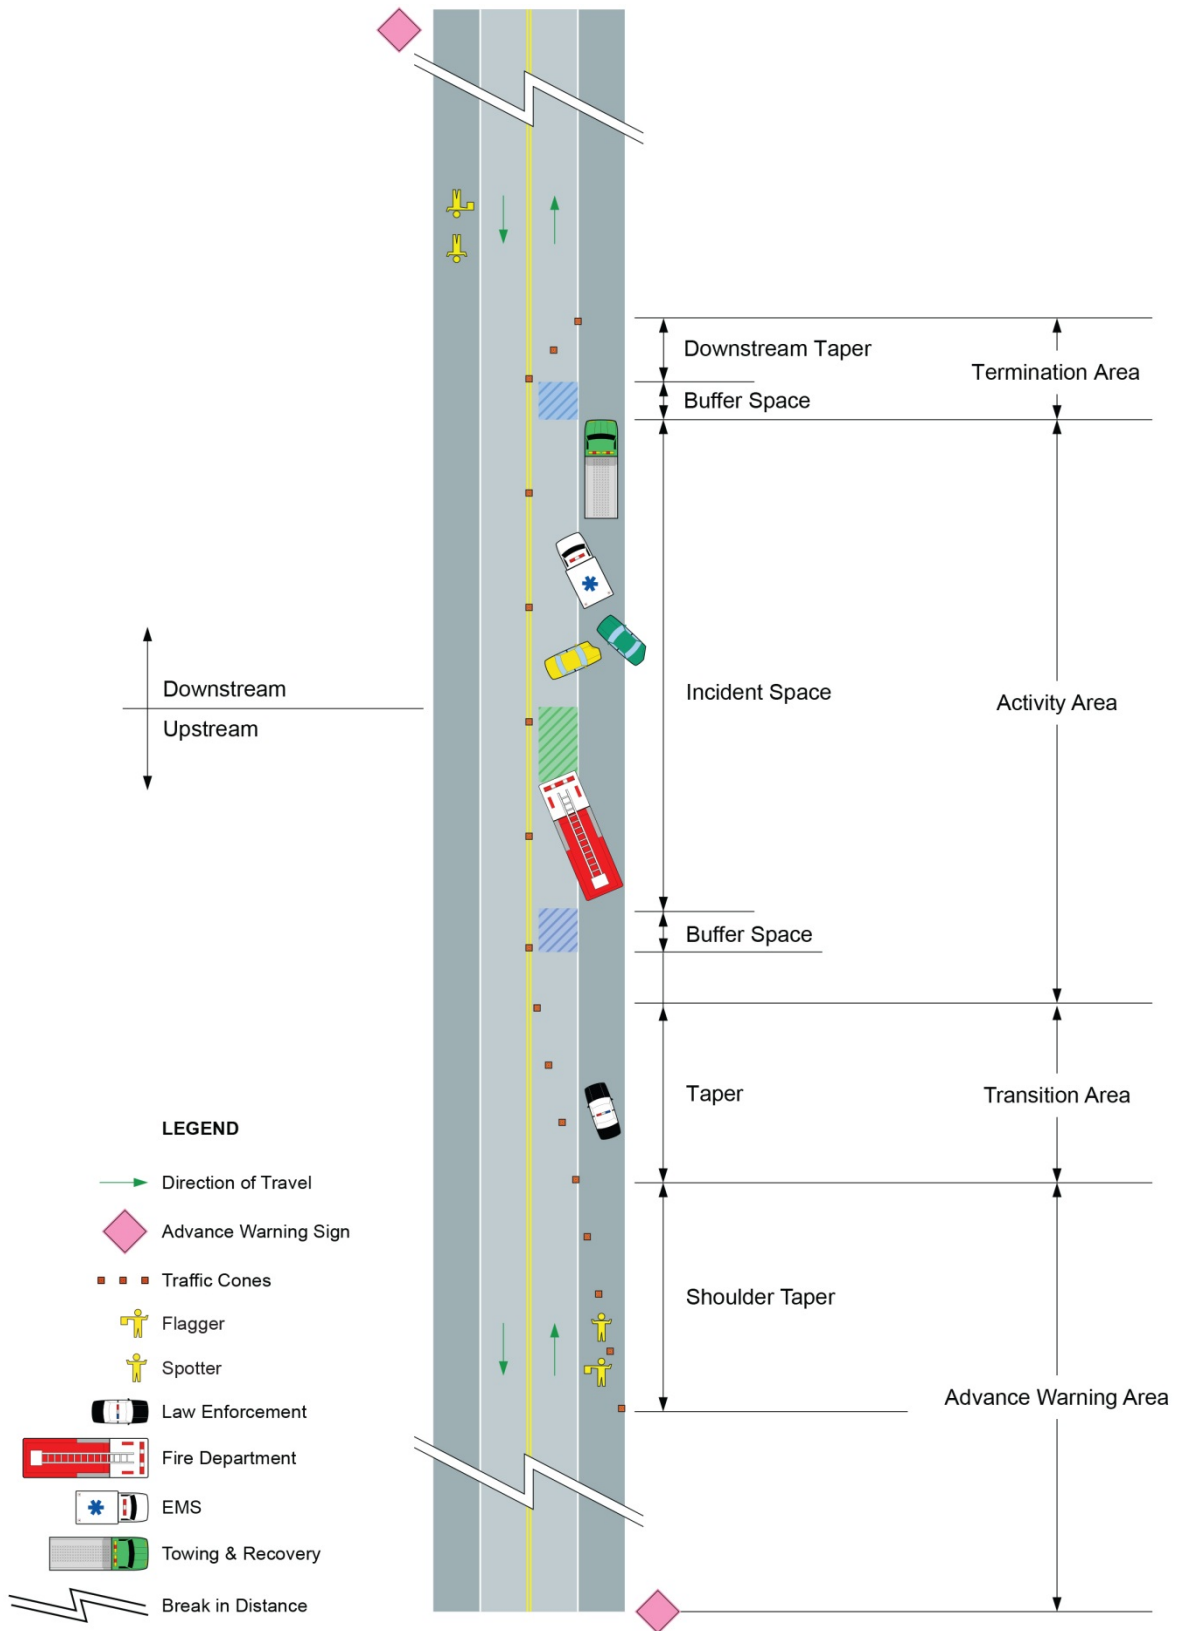 Downstream Taper
Termination Area
Buffer Space
Downstream
Upstream
Incident Space
Activity Area
Buffer Space
Taper
Transition Area
Shoulder Taper
Advance Warning Area
LEGEND
Direction of Travel
Advance Warning Sign
Traffic Cones
Flagger
Spotter
Law Enforcement
Fire Department
EMS
Towing & Recovery
Break in Distance